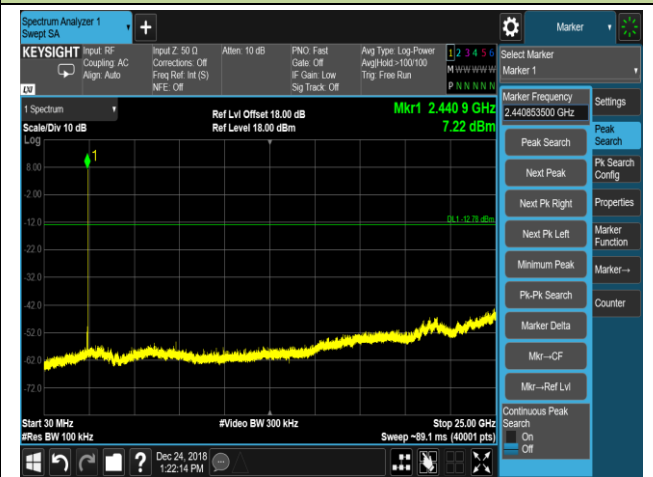 Spectrum Analyzer 1
Swept SA
+
Marker
KEYSIGHT
LXI
Input: RF
Coupling: AC
Align: Auto
Input Z: 50 Ω
Corrections: Off
Freq Ref: Int (S)
NFE: Off
Atten: 10 dB
PNO: Fast
Gate: Off
IF Gain: Low
Sig Track: Off
Avg Type: Log-Power
Avg|Hold:>100/100
Trig: Free Run
1 2 3 4 5 6
M W W W W W
P N N N N N
Select Marker
Marker 1
1 Spectrum
Scale/Div 10 dB
Log
Ref Lvl Offset 18.00 dB
Ref Level 18.00 dBm
Mkr1 2.440 9 GHz
7.22 dBm
1
8.00
-2.00
-12.0
-22.0
-32.0
-42.0
-52.0
-62.0
-72.0
DL1 -12.78 dBm
Start 30 MHz
#Res BW 100 kHz
#Video BW 300 kHz
Stop 25.00 GHz
Sweep ~89.1 ms (40001 pts)
Marker Frequency
2.440853500 GHz
Peak Search
Next Peak
Next Pk Right
Next Pk Left
Minimum Peak
Pk-Pk Search
Marker Delta
Mkr→CF
Mkr→Ref Lvl
Continuous Peak
Search
On
Off
Settings
Peak
Search
Pk Search
Config
Properties
Marker
Function
Marker→
Counter
?
Dec 24, 2018
1:22:14 PM